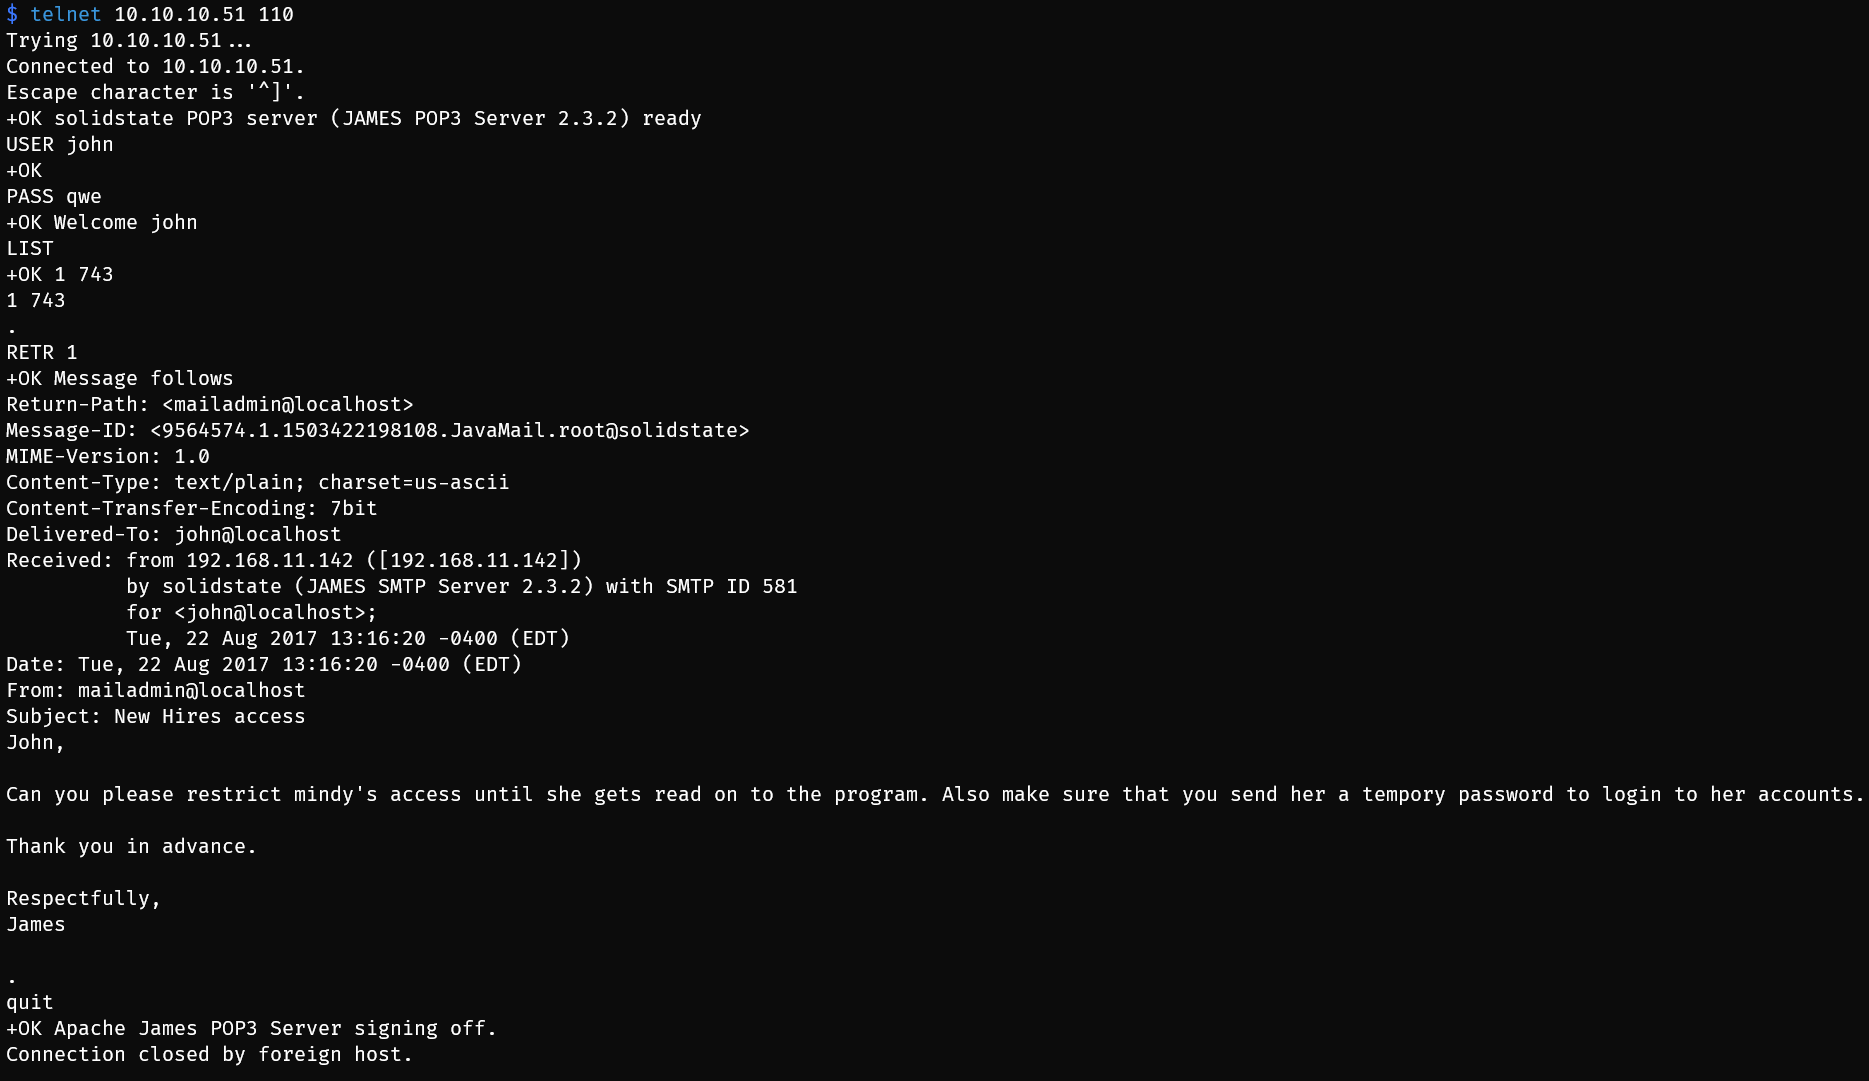 $ telnet 10.10.10.51 110
Trying 10.10.10.51...
Connected to 10.10.10.51.
Escape character is '^]'.
+OK solidstate POP3 server (JAMES POP3 Server 2.3.2) ready
USER john
+OK
PASS qwe
+OK Welcome john
LIST
+OK 1 743
1 743
.
RETR 1
+OK Message follows
Return-Path: <mailadmin@localhost>
Message-ID: <9564574.1.1503422198108.JavaMail.root@solidstate>
MIME-Version: 1.0
Content-Type: text/plain; charset=us-ascii
Content-Transfer-Encoding: 7bit
Delivered-To: john@localhost
Received: from 192.168.11.142 ([192.168.11.142])
          by solidstate (JAMES SMTP Server 2.3.2) with SMTP ID 581
          for <john@localhost>;
          Tue, 22 Aug 2017 13:16:20 -0400 (EDT)
Date: Tue, 22 Aug 2017 13:16:20 -0400 (EDT)
From: mailadmin@localhost
Subject: New Hires access
John,

Can you please restrict mindy's access until she gets read on to the program. Also make sure that you send her a tempory password to login to her accounts.

Thank you in advance.

Respectfully,
James

.
quit
+OK Apache James POP3 Server signing off.
Connection closed by foreign host.